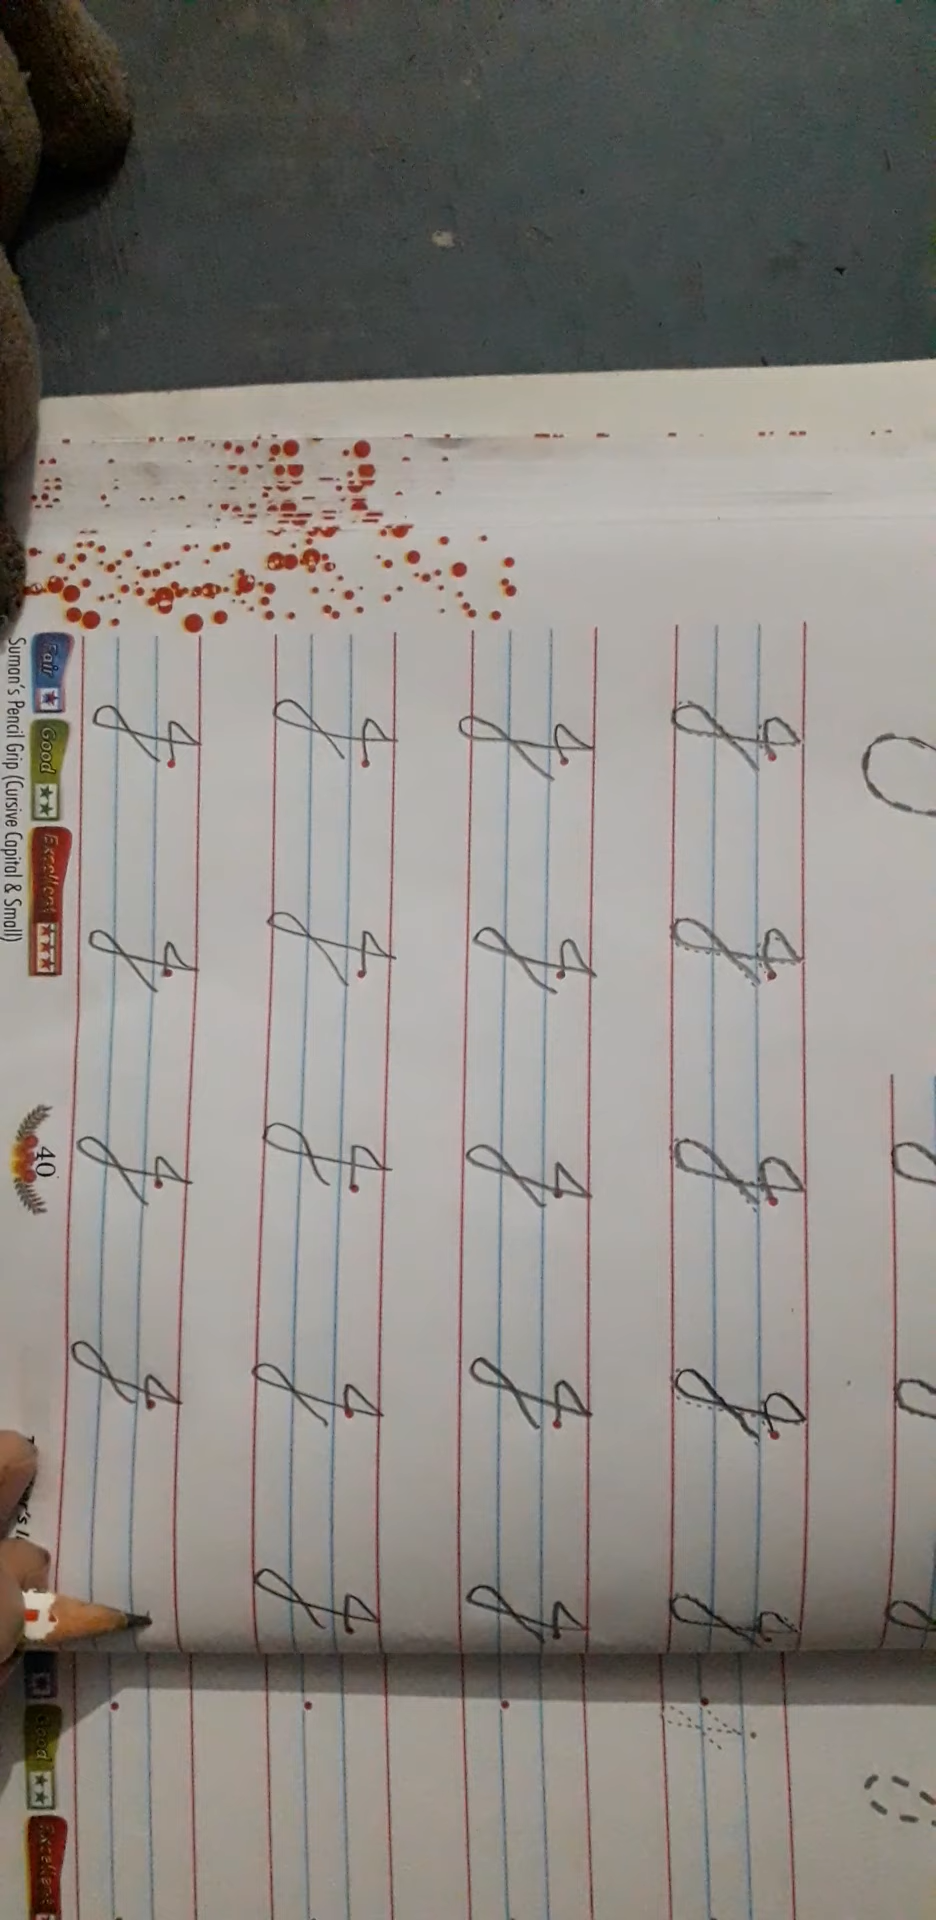 J J J J J
J J J J J
J J J J J
J J J J
Fair Good Excellent 40
Suman's Pencil Grip (Cursive Capital & Small)
Good Excellent